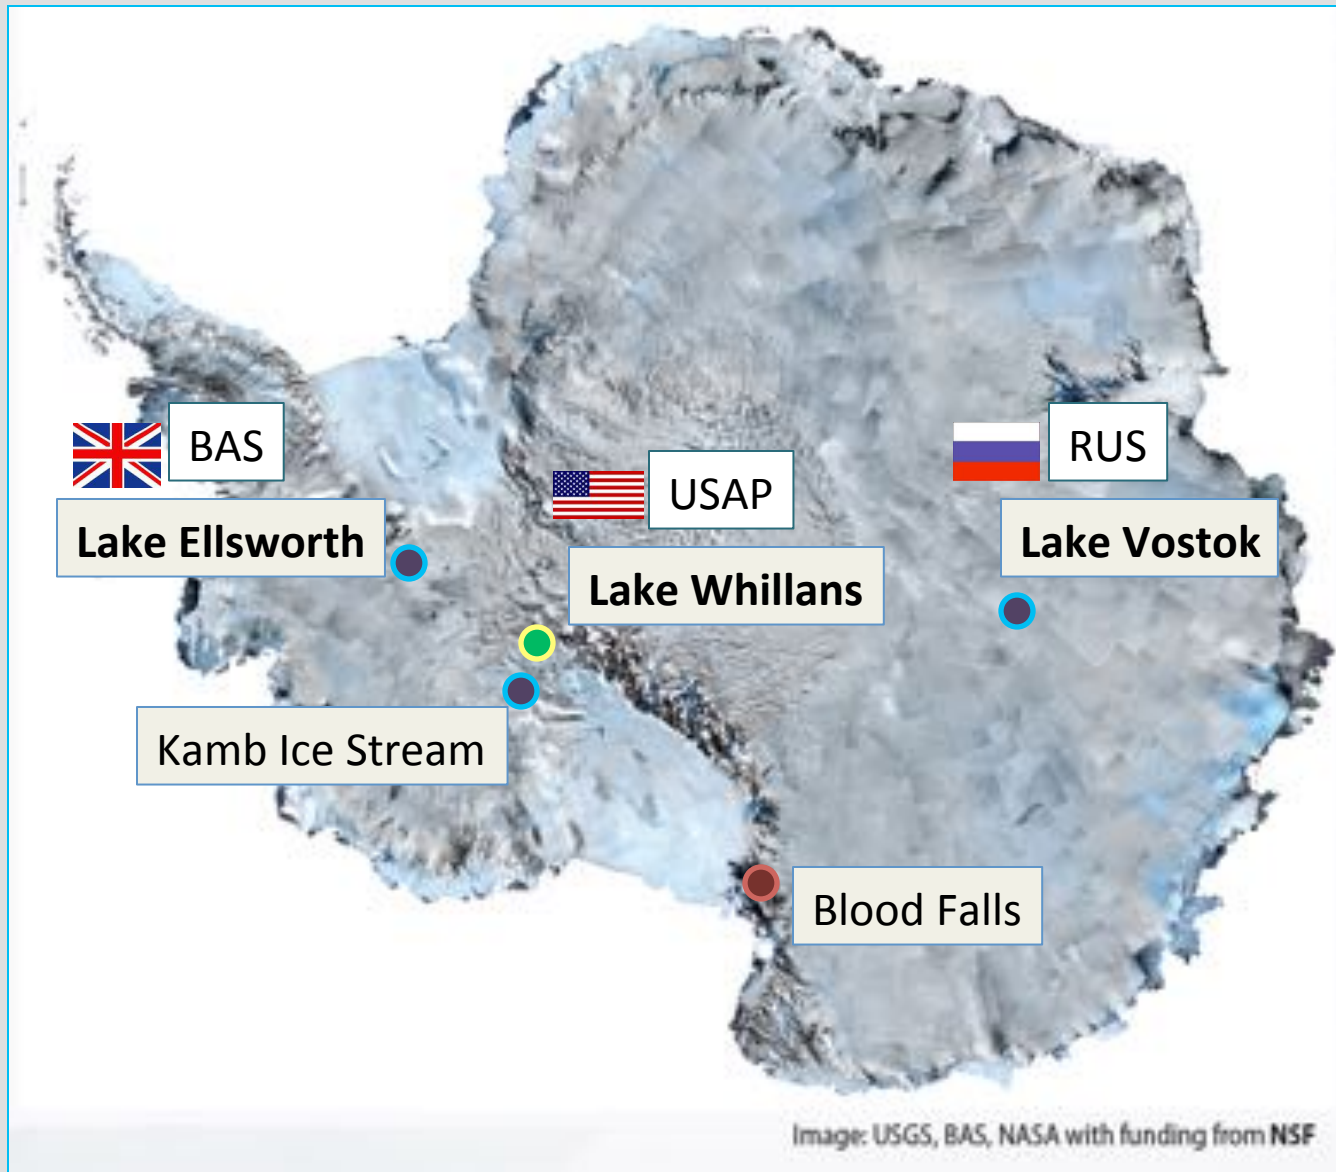 BAS
RUS
USAP
Lake Ellsworth
Lake Vostok
Lake Whillans
Kamb Ice Stream
Blood Falls
Image: USGS, BAS, NASA with funding from NSF